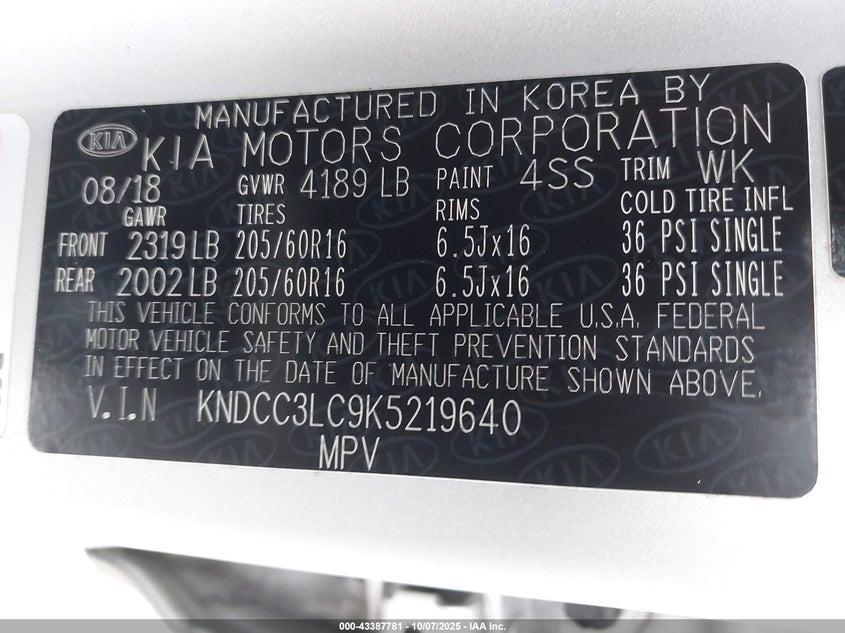 MANUFACTURED IN KOREA BY
KIA KIA MOTORS CORPORATION
08/18 GVWR 4189 LB PAINT 4SS TRIM WK
GAWR TIRES RIMS COLD TIRE INFL
FRONT 2319 LB 205/60R16 6.5Jx16 36 PSI SINGLE
REAR 2002 LB 205/60R16 6.5Jx16 36 PSI SINGLE
THIS VEHICLE CONFORMS TO ALL APPLICABLE U.S.A. FEDERAL
MOTOR VEHICLE SAFETY AND THEFT PREVENTION STANDARDS
IN EFFECT ON THE DATE OF MANUFACTURE SHOWN ABOVE.
V.I.N KNDCC3LC9K5219640
MPV
000-43387781 - 10/07/2025 - IAA Inc.